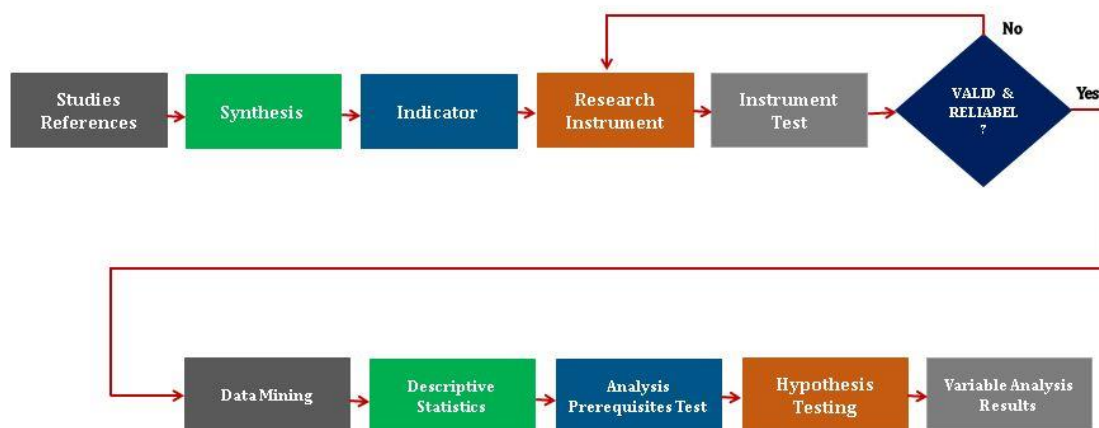 No
Studies
References
Synthesis
Indicator
Research
Instrument
Instrument
Test
VALID &
RELIABEL
?
Yes
Data Mining
Descriptive
Statistics
Analysis
Prerequisites Test
Hypothesis
Testing
Variable Analysis
Results